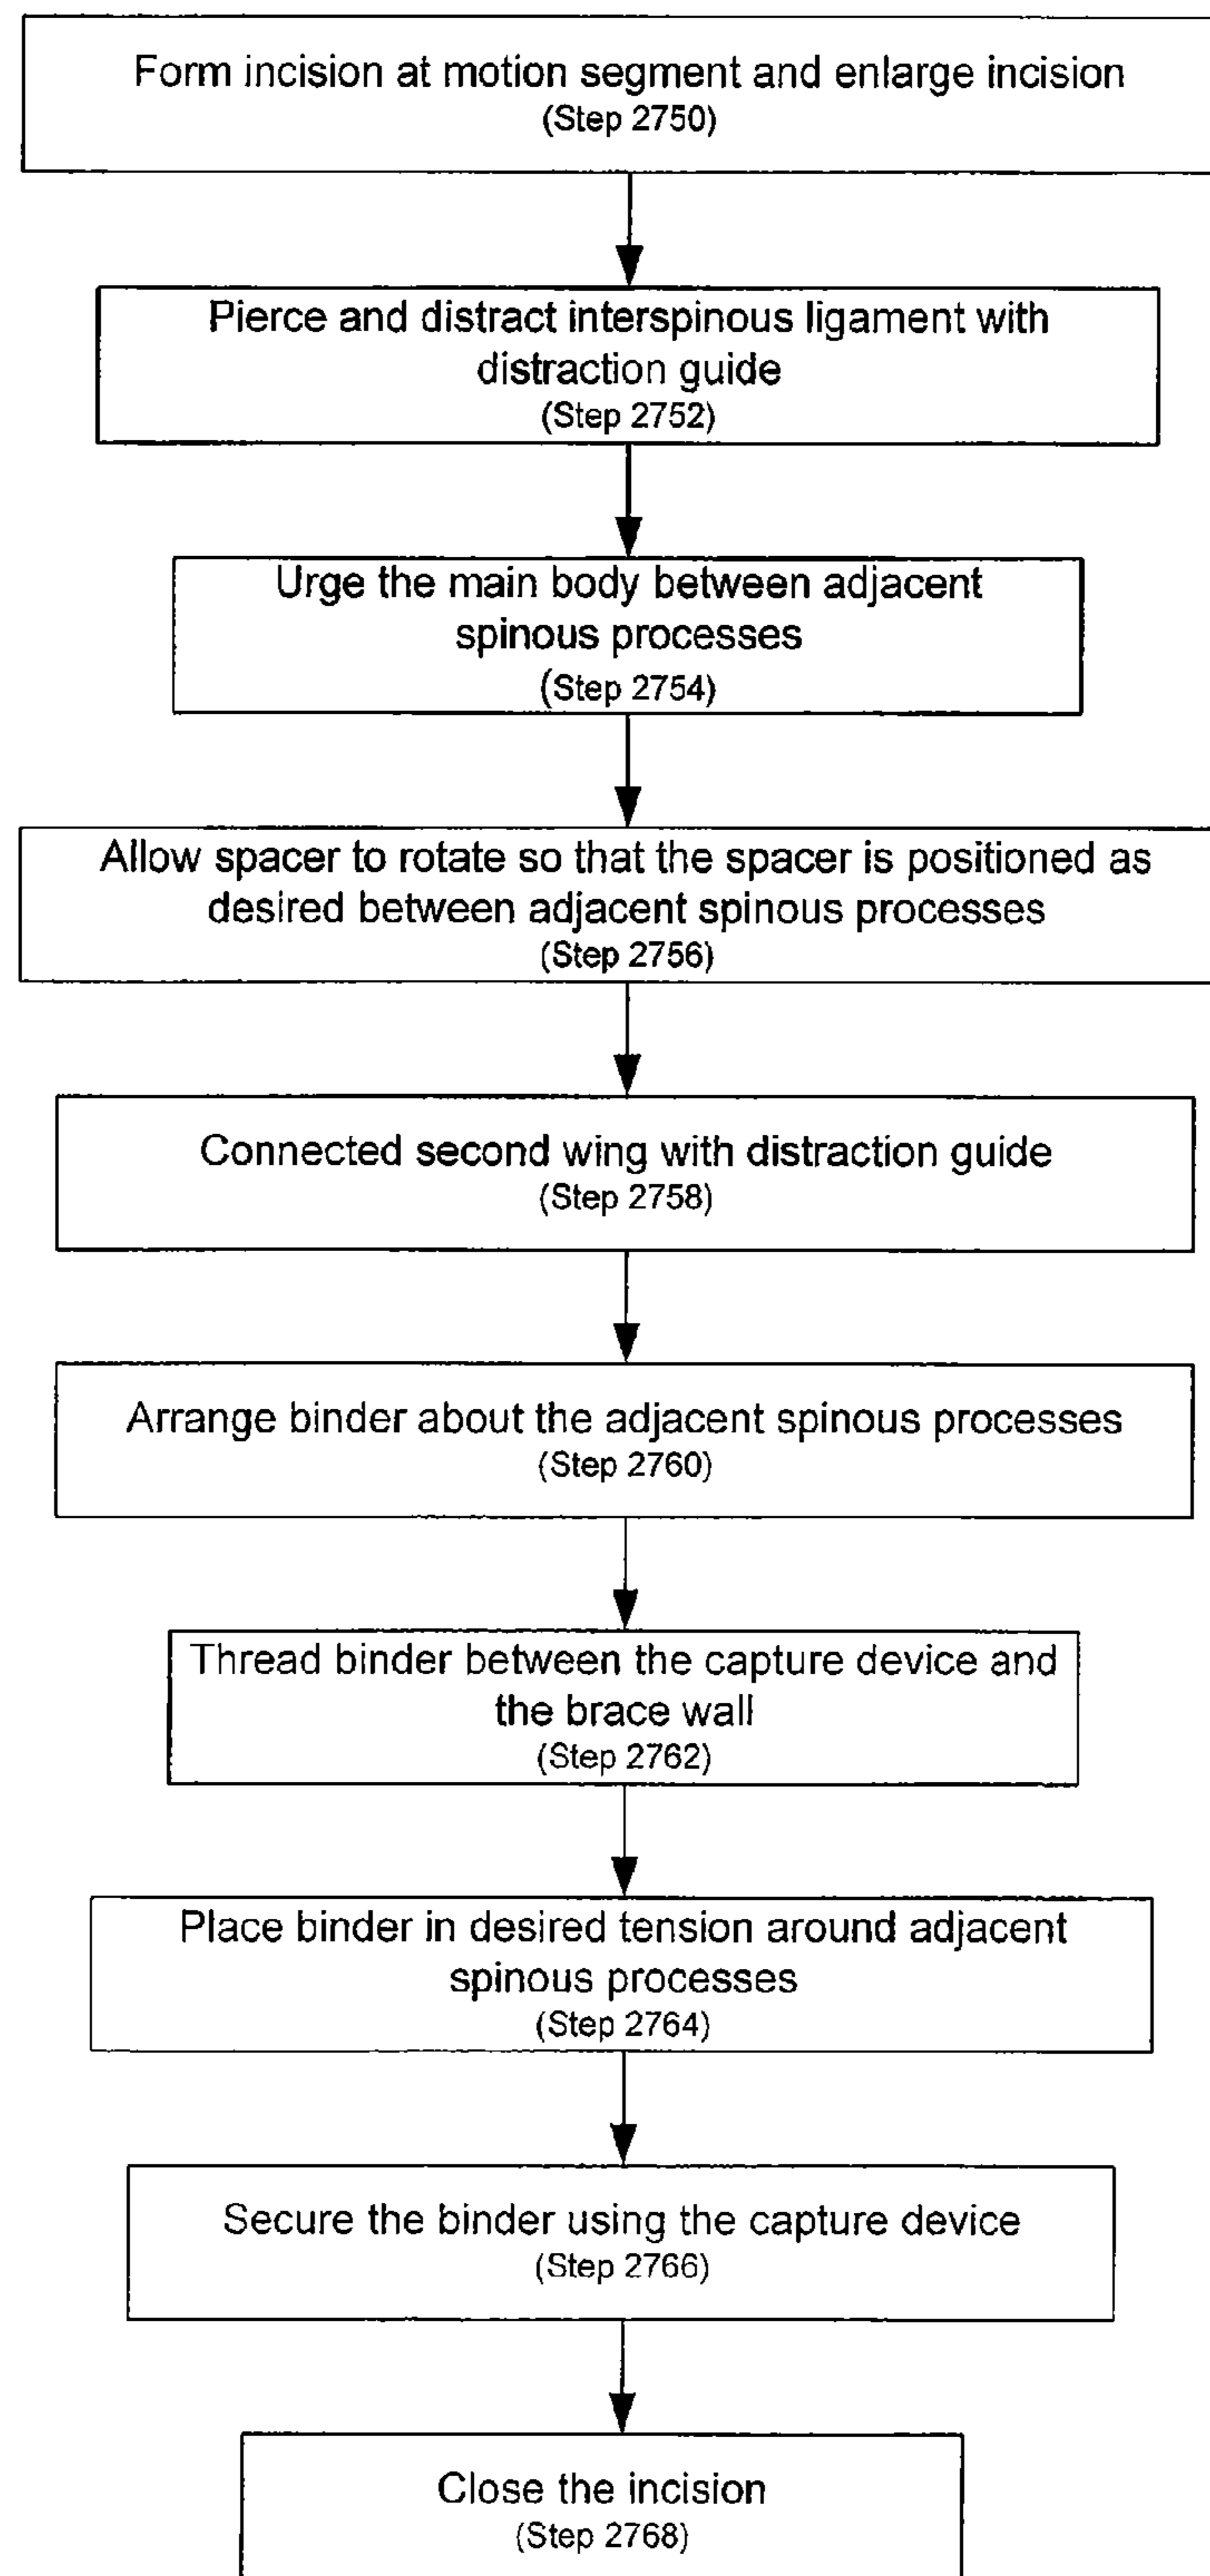 Form incision at motion segment and enlarge incision
(Step 2750)
Pierce and distract interspinous ligament with
distraction guide
(Step 2752)
Urge the main body between adjacent
spinous processes
(Step 2754)
Allow spacer to rotate so that the spacer is positioned as
desired between adjacent spinous processes
(Step 2756)
Connected second wing with distraction guide
(Step 2758)
Arrange binder about the adjacent spinous processes
(Step 2760)
Thread binder between the capture device and
the brace wall
(Step 2762)
Place binder in desired tension around adjacent
spinous processes
(Step 2764)
Secure the binder using the capture device
(Step 2766)
Close the incision
(Step 2768)